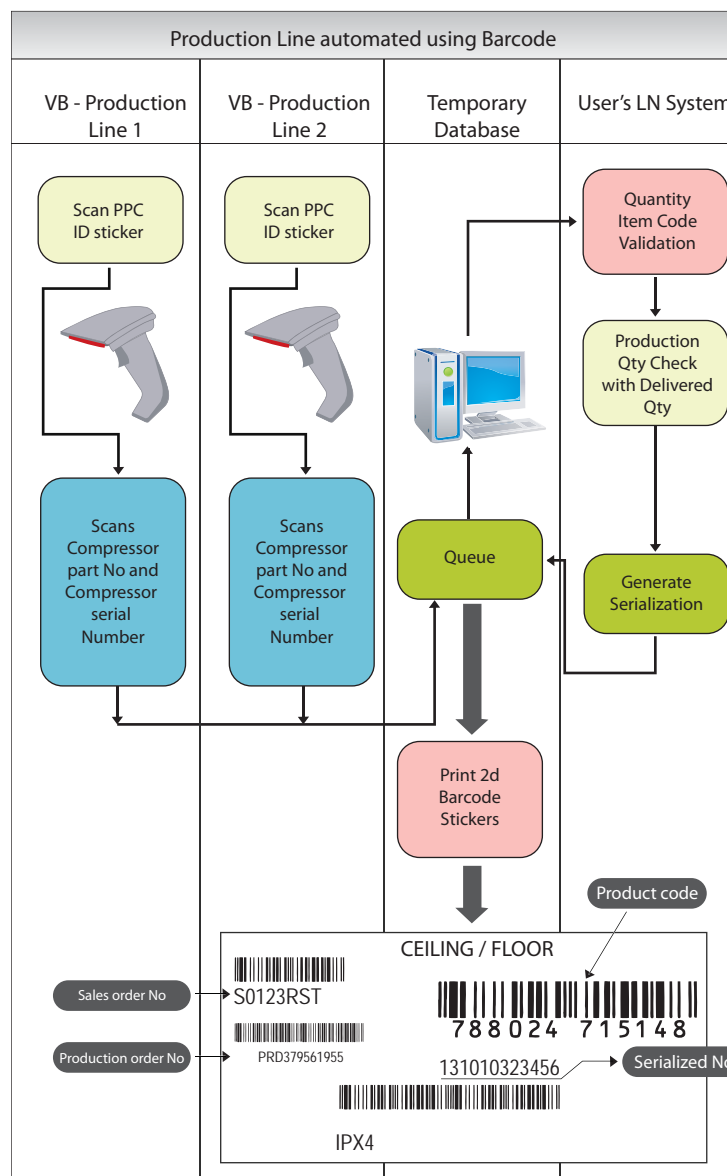 Production Line automated using Barcode
VB - Production
Line 1
VB - Production
Line 2
Temporary
Database
User's LN System
Scan PPC
ID sticker
Scan PPC
ID sticker
Quantity
Item Code
Validation
Production
Qty Check
with Delivered
Qty
Scans
Compressor
part No and
Compressor
serial
Number
Scans
Compressor
part No and
Compressor
serial
Number
Queue
Generate
Serialization
Print 2d
Barcode
Stickers
Product code
CEILING / FLOOR
Sales order No
S0123RST
788024 715148
Production order No
PRD379561955
131010323456
Serialized No
IPX4